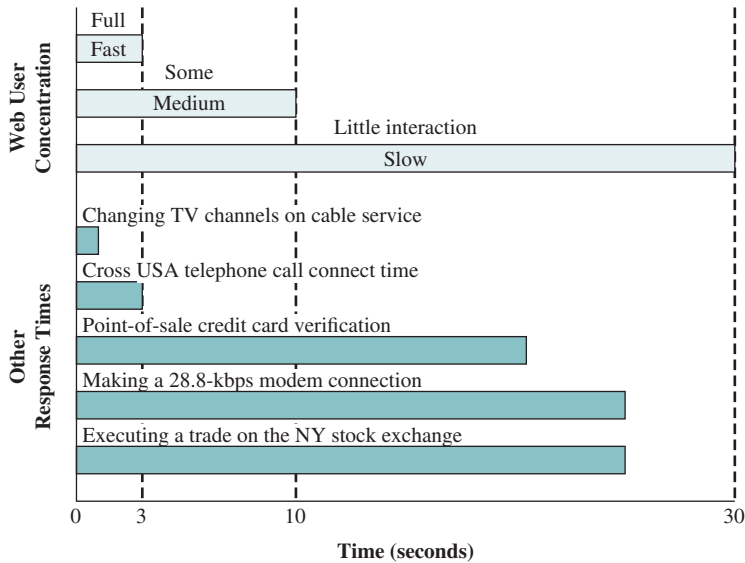 Full
Fast
Some
Medium
Little interaction
Slow
Web User
Concentration
Changing TV channels on cable service
Cross USA telephone call connect time
Point-of-sale credit card verification
Making a 28.8-kbps modem connection
Executing a trade on the NY stock exchange
Other
Response Times
0 3 10 30
Time (seconds)